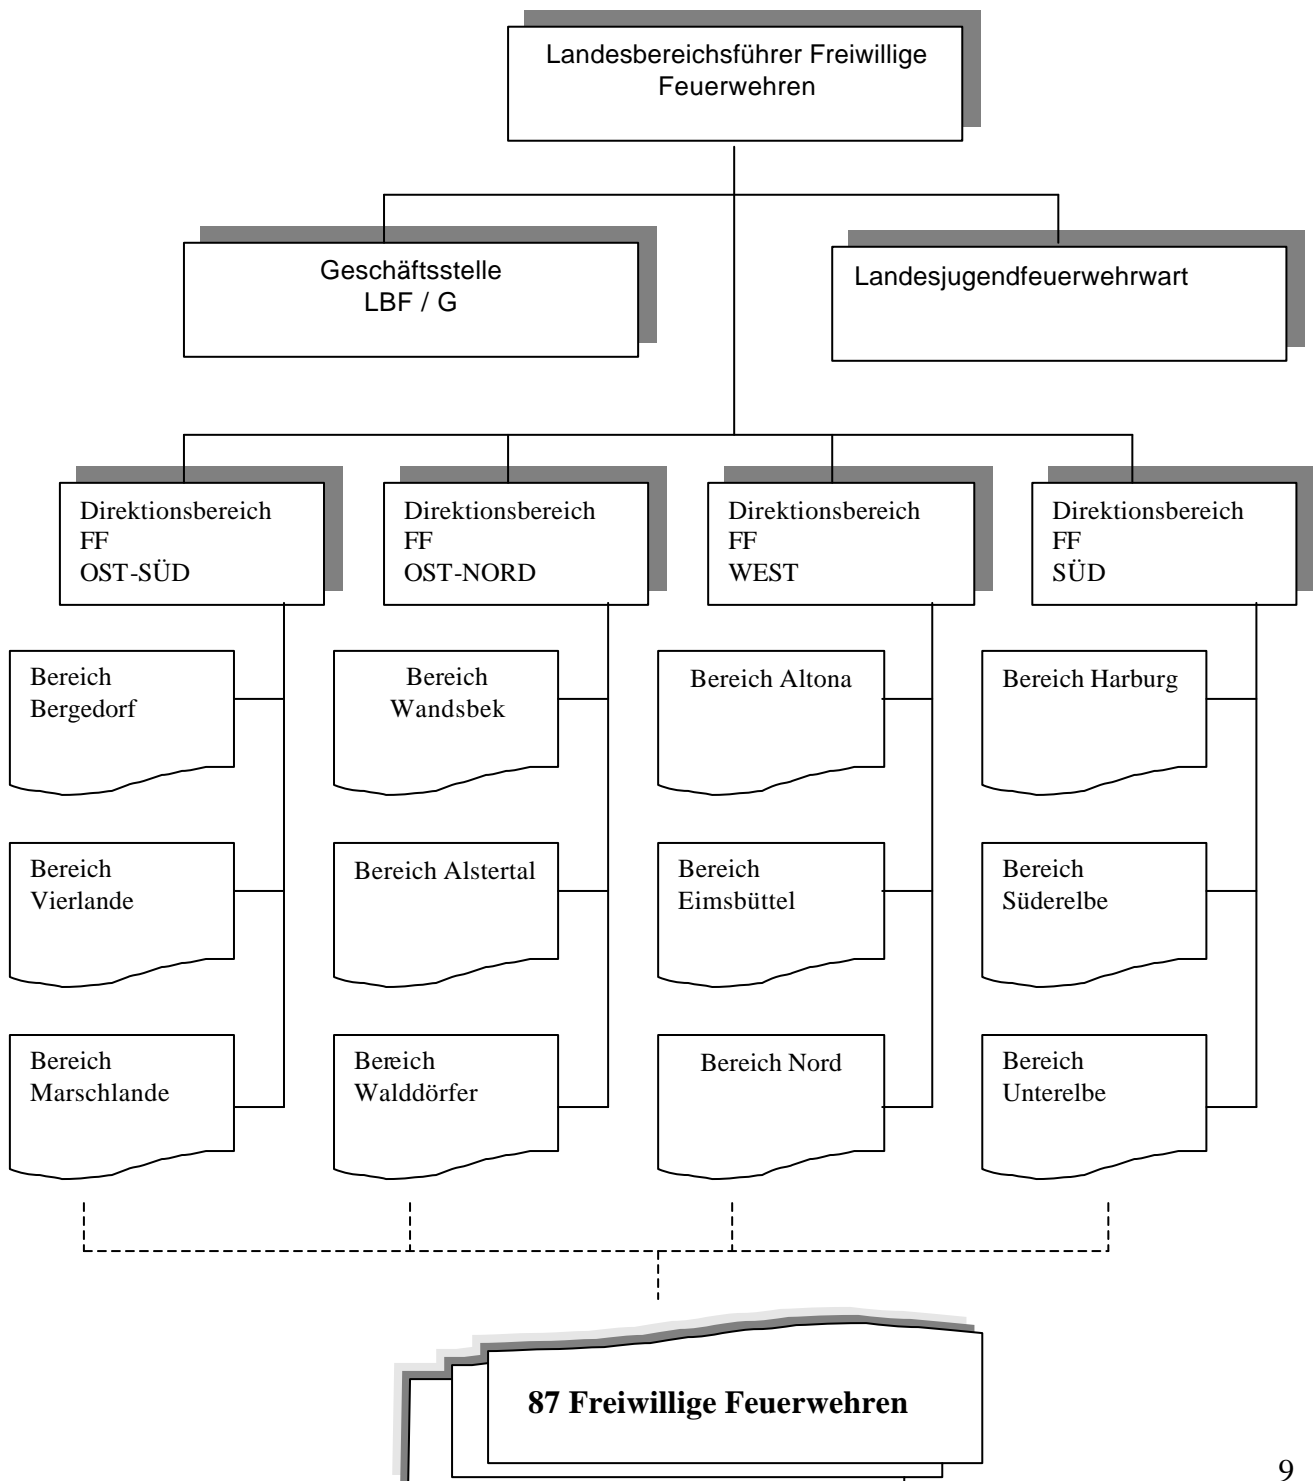 Landesbereichsführer Freiwillige
Feuerwehren
Geschäftsstelle
LBF / G
Landesjugendfeuerwehrwart
Direktionsbereich
FF
OST-SÜD
Direktionsbereich
FF
OST-NORD
Direktionsbereich
FF
WEST
Direktionsbereich
FF
SÜD
Bereich
Bergedorf
Bereich
Wandsbek
Bereich Altona
Bereich Harburg
Bereich
Vierlande
Bereich Alstertal
Bereich
Eimsbüttel
Bereich
Süderelbe
Bereich
Marschlande
Bereich
Walddörfer
Bereich Nord
Bereich
Unterelbe
87 Freiwillige Feuerwehren
9